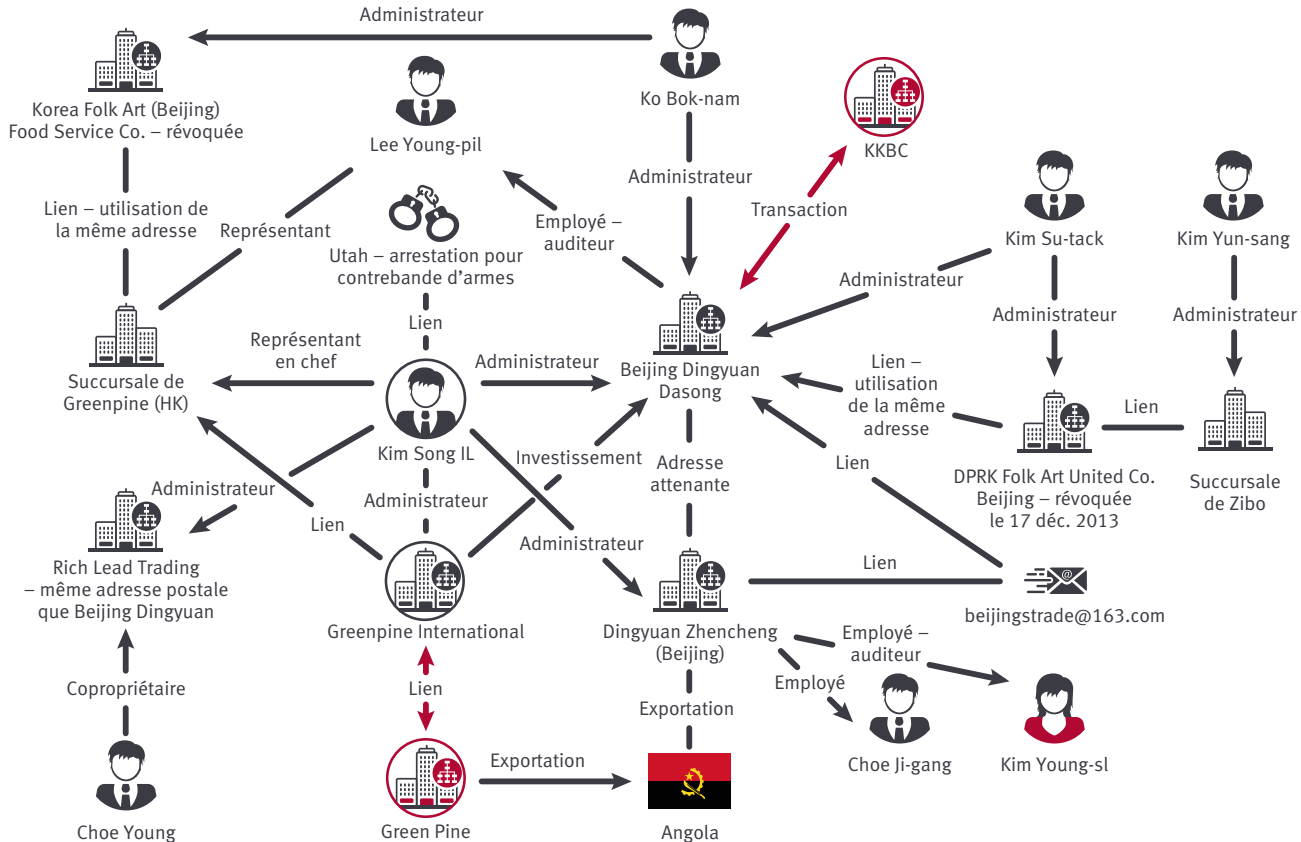 Administrateur
Korea Folk Art (Beijing)
Food Service Co. – révoquée
Ko Bok-nam
Lee Young-pil
KKBC
Administrateur
Transaction
Kim Su-tack
Kim Yun-sang
Lien – utilisation de
la même adresse
Représentant
Employé –
auditeur
Utah – arrestation pour
contrebande d'armes
Administrateur
Administrateur
Administrateur
Lien
Représentant
en chef
Administrateur
Succursale de
Greenpine (HK)
Beijing Dingyuan
Dasong
Lien –
utilisation
de la même
adresse
Lien
Kim Song IL
Investissement
Adresse
attenante
Lien
DPRK Folk Art United Co.
Beijing – révoquée
le 17 déc. 2013
Succursale
de Zibo
Administrateur
Administrateur
Lien
Administrateur
Lien
Rich Lead Trading
– même adresse postale
que Beijing Dingyuan
@
beijingstrade@163.com
Greenpine International
Dingyuan Zhencheng
(Beijing)
Employé –
auditeur
Employé
Copropriétaire
Lien
Exportation
Exportation
Choe Ji-gang
Kim Young-sl
Choe Young
Green Pine
Angola